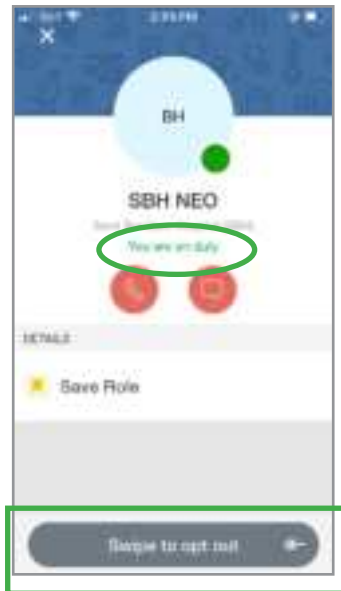 BH
SBH NEO
You are on duty
DETAILS
Save Role
Swipe to opt out